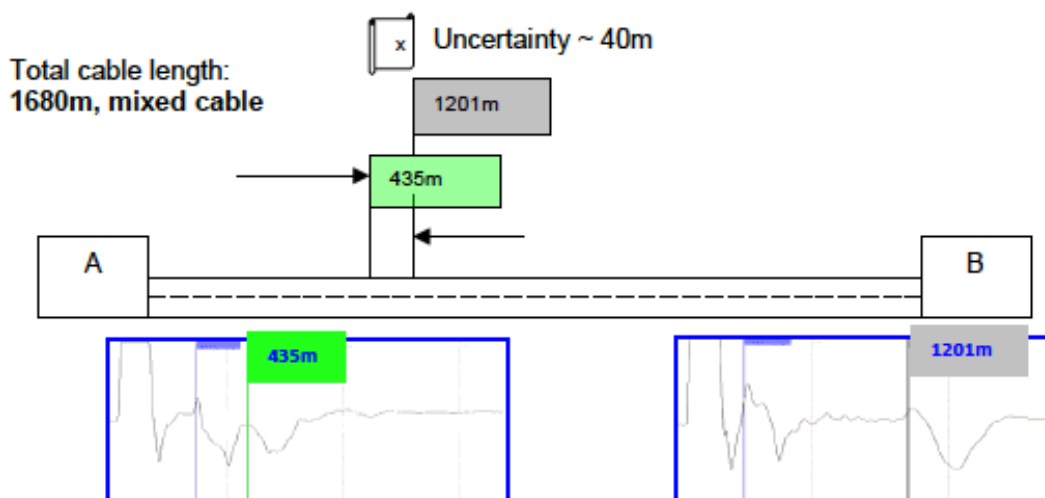 x
Uncertainty ~ 40m
Total cable length:
1680m, mixed cable
1201m
435m
A
B
435m
1201m